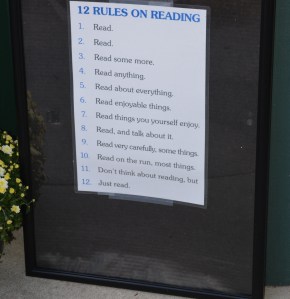 12 RULES ON READING
1. Read.
2. Read.
3. Read some more.
4. Read anything.
5. Read about everything.
6. Read enjoyable things.
7. Read things you yourself enjoy.
8. Read, and talk about it.
9. Read very carefully, some things.
10. Read on the run, most things.
11. Don't think about reading, but
12. Just read.